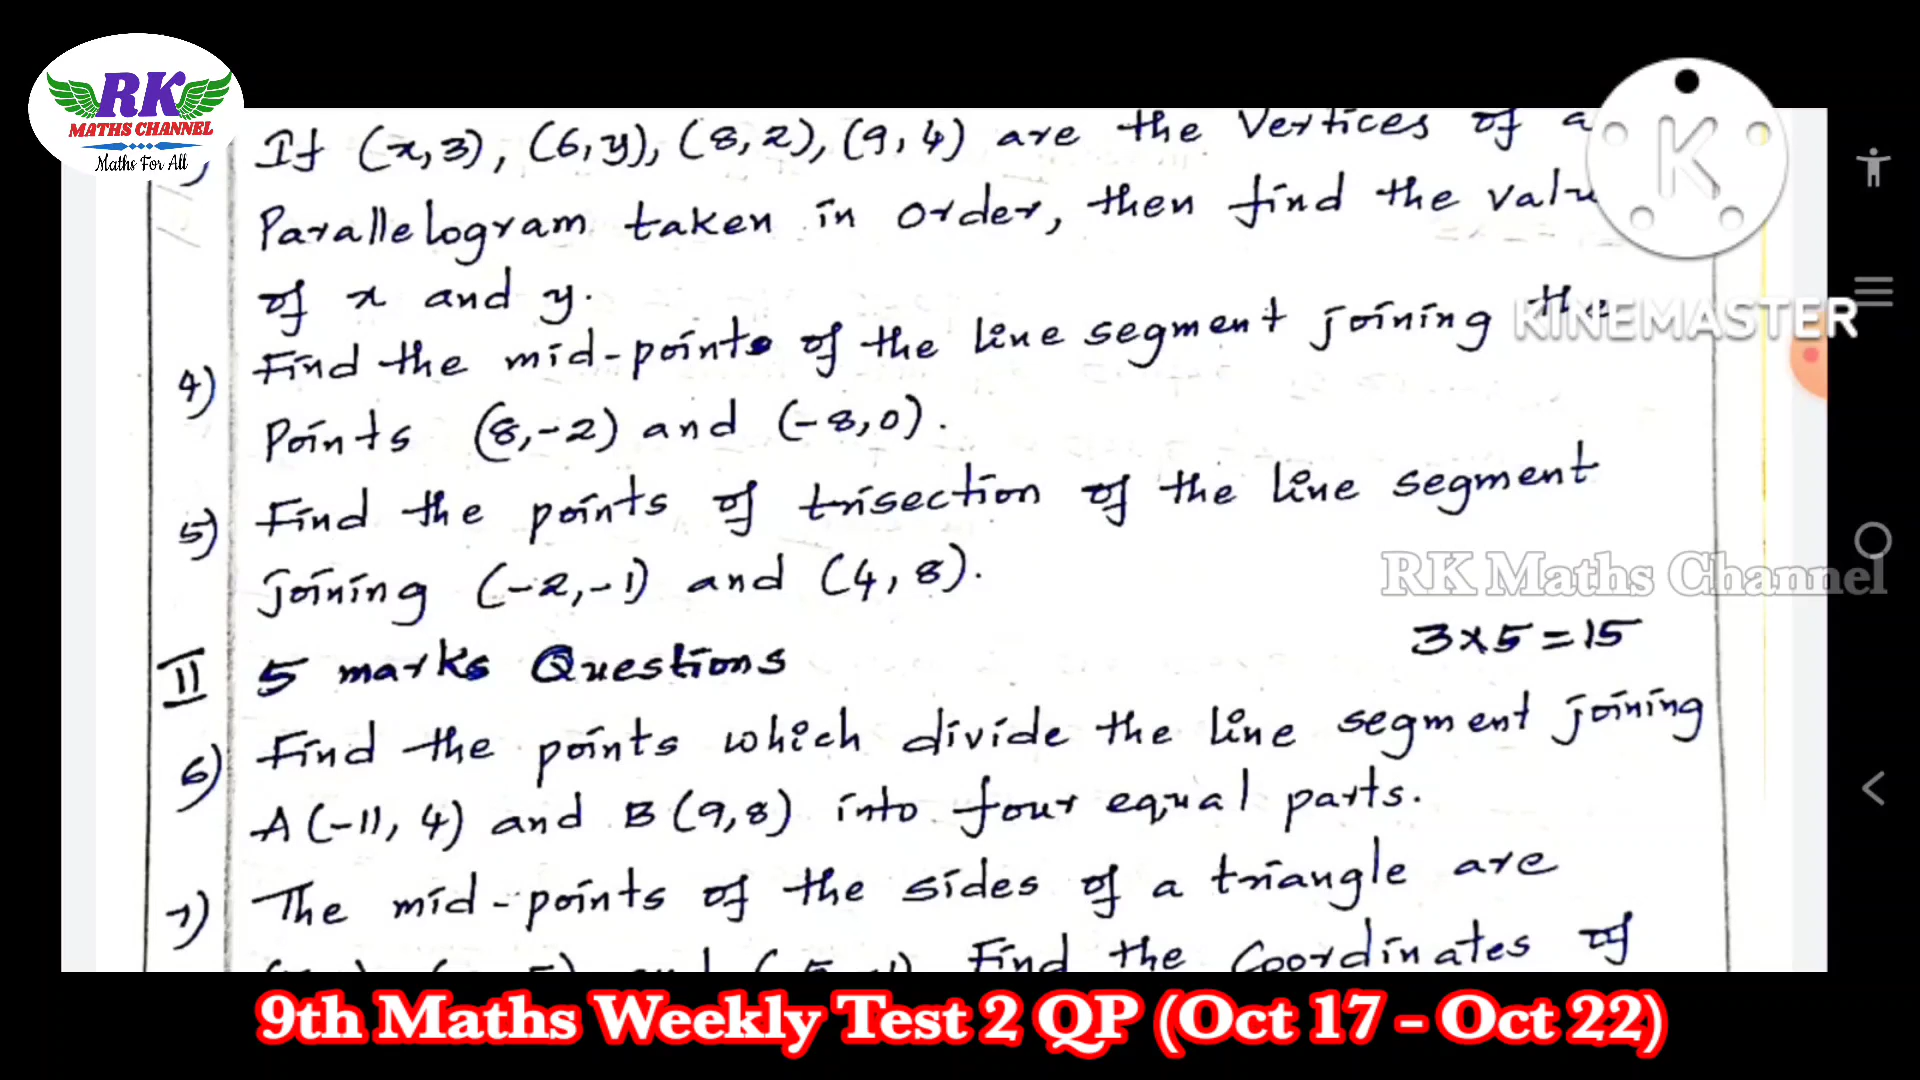 RK
MATHS CHANNEL
Maths For All
If (x,3), (6,y), (8,2), (9,4) are the vertices of a
Parallelogram taken in order, then find the
of x and y.
KINEMASTER
4) Find the mid-points of the line segment joining the
Points (8,-2) and (-8,0).
5) Find the points of trisection of the line segment
joining (-2,-1) and (4,8).
RK Maths Channel
II 5 marks Questions 3x5=15
6) Find the points which divide the line segment joining
A(-11,4) and B(9,8) into four equal parts.
7) The mid-points of the sides of a triangle are
Find the Coordinates of
9th Maths Weekly Test 2 QP (Oct 17 - Oct 22)